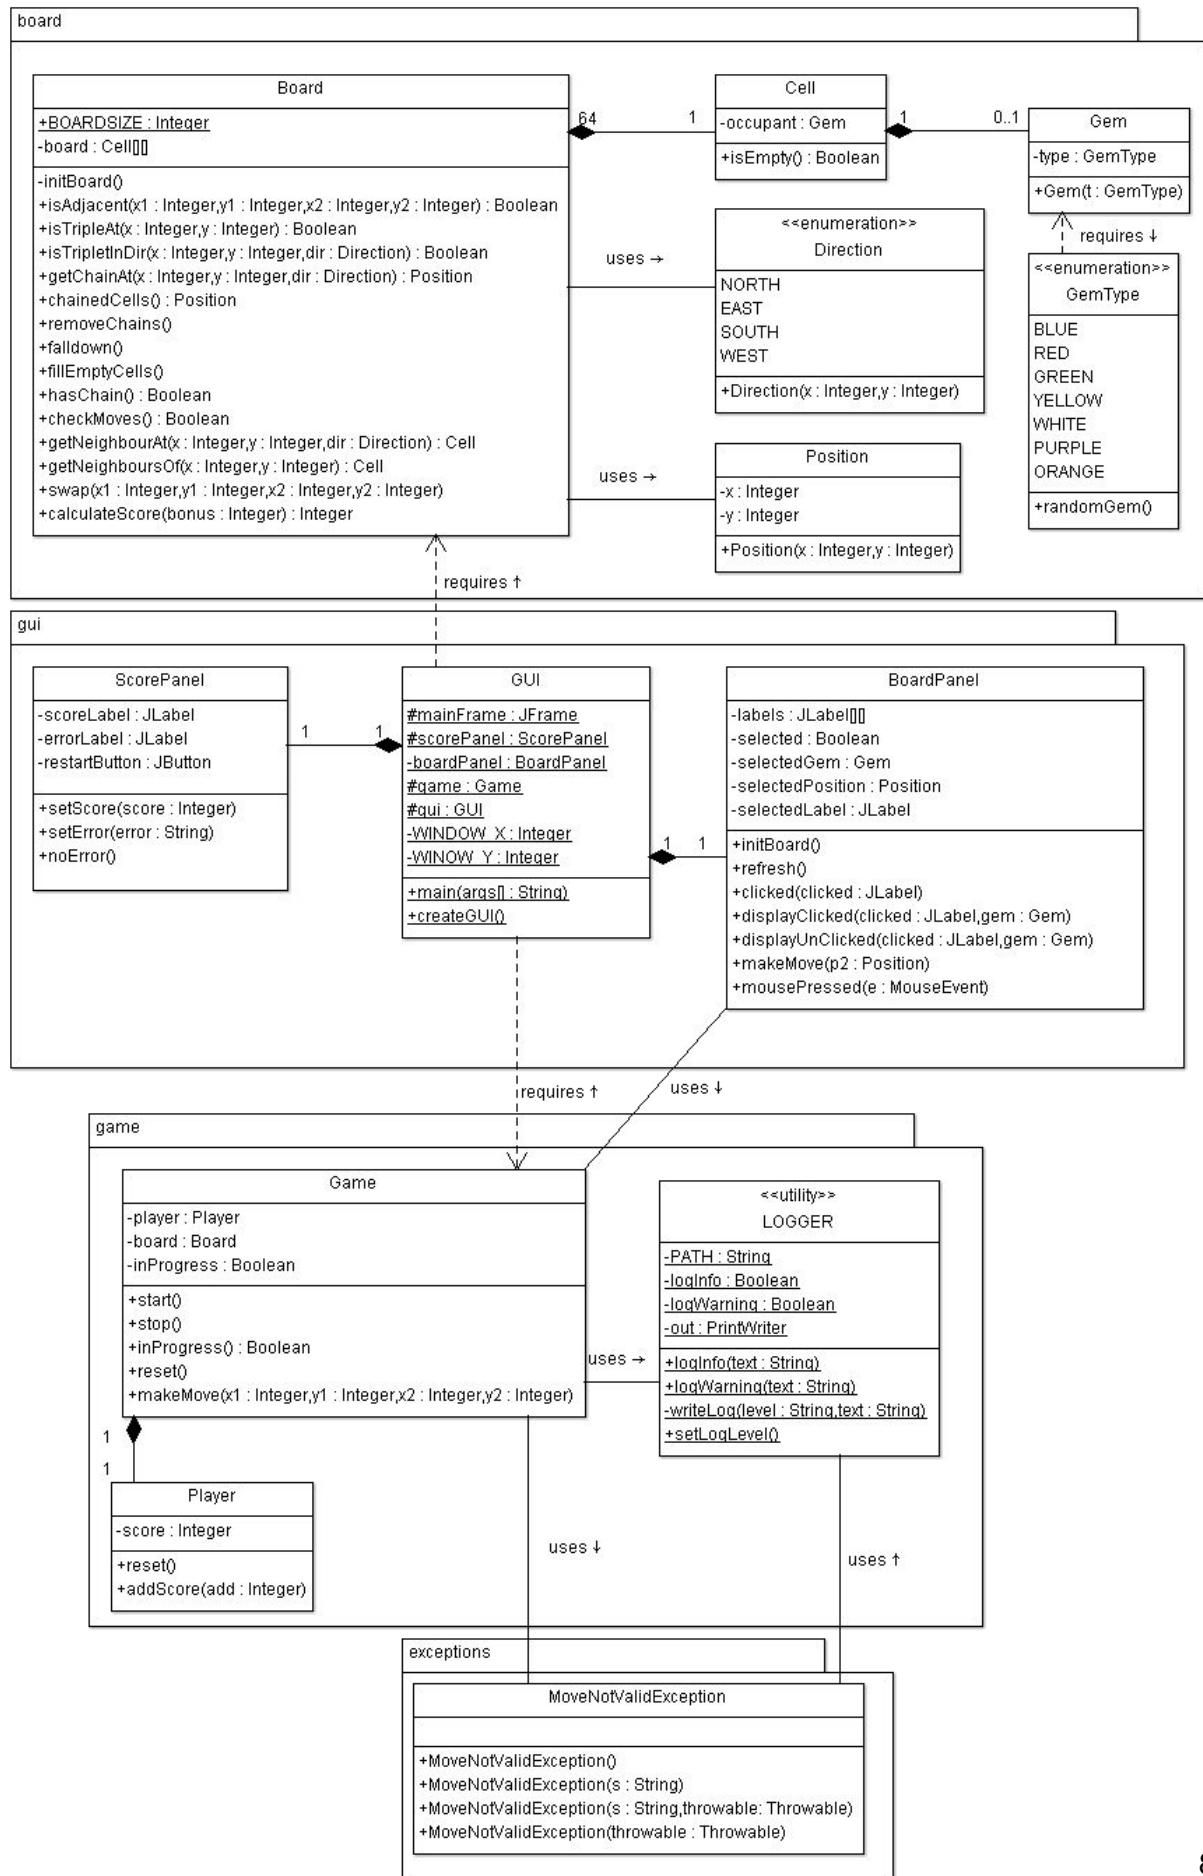 board
Board
+BOARDSIZE : Integer
-board : Cell[][]
-initBoard()
+isAdjacent(x1 : Integer,y1 : Integer,x2 : Integer,y2 : Integer) : Boolean
+isTripleAt(x : Integer,y : Integer) : Boolean
+isTripletInDir(x : Integer,y : Integer,dir : Direction) : Boolean
+getChainAt(x : Integer,y : Integer,dir : Direction) : Position
+chainedCells() : Position
+removeChains()
+falldown()
+fillEmptyCells()
+hasChain() : Boolean
+checkMoves() : Boolean
+getNeighbourAt(x : Integer,y : Integer,dir : Direction) : Cell
+getNeighboursOf(x : Integer,y : Integer) : Cell
+swap(x1 : Integer,y1 : Integer,x2 : Integer,y2 : Integer)
+calculateScore(bonus : Integer) : Integer
64
1
Cell
-occupant : Gem
+isEmpty() : Boolean
1
0..1
Gem
-type : GemType
+Gem(t : GemType)
requires ↓
<<enumeration>>
GemType
BLUE
RED
GREEN
YELLOW
WHITE
PURPLE
ORANGE
+randomGem()
uses →
<<enumeration>>
Direction
NORTH
EAST
SOUTH
WEST
+Direction(x : Integer,y : Integer)
uses →
Position
-x : Integer
-y : Integer
+Position(x : Integer,y : Integer)
requires ↑
gui
ScorePanel
-scoreLabel : JLabel
-errorLabel : JLabel
-restartButton : JButton
+setScore(score : Integer)
+setError(error : String)
+noError()
1
1
GUI
#mainFrame : JFrame
#scorePanel : ScorePanel
-boardPanel : BoardPanel
#game : Game
#gui : GUI
-WINDOW_X : Integer
-WINOW_Y : Integer
+main(args[] : String)
+createGUI()
1
1
BoardPanel
-labels : JLabel[][]
-selected : Boolean
-selectedGem : Gem
-selectedPosition : Position
-selectedLabel : JLabel
+initBoard()
+refresh()
+clicked(clicked : JLabel)
+displayClicked(clicked : JLabel,gem : Gem)
+displayUnClicked(clicked : JLabel,gem : Gem)
+makeMove(p2 : Position)
+mousePressed(e : MouseEvent)
requires ↑
uses ↓
game
Game
-player : Player
-board : Board
-inProgress : Boolean
+start()
+stop()
+inProgress() : Boolean
+reset()
+makeMove(x1 : Integer,y1 : Integer,x2 : Integer,y2 : Integer)
uses →
<<utility>>
LOGGER
-PATH : String
-logInfo : Boolean
-logWarning : Boolean
-out : PrintWriter
+logInfo(text : String)
+logWarning(text : String)
-writeLog(level : String,text : String)
+setLogLevel()
1
1
Player
-score : Integer
+reset()
+addScore(add : Integer)
uses ↓
uses ↑
exceptions
MoveNotValidException
+MoveNotValidException()
+MoveNotValidException(s : String)
+MoveNotValidException(s : String,throwable: Throwable)
+MoveNotValidException(throwable : Throwable)